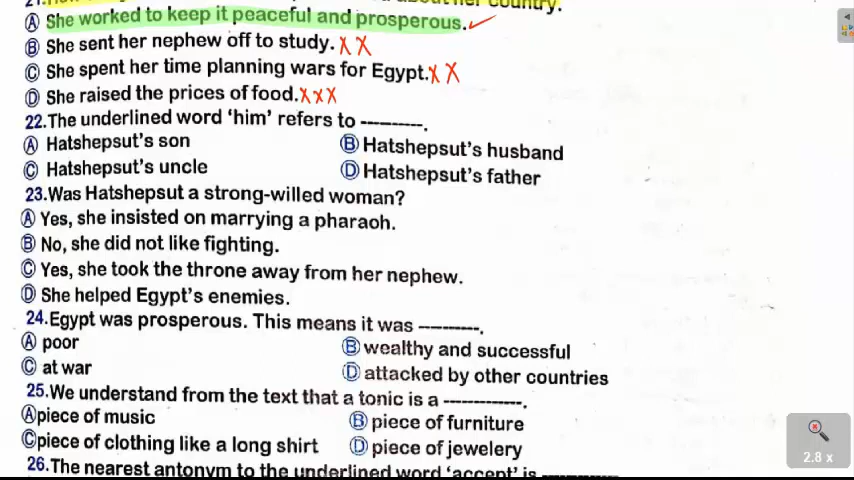 her country.
Ⓐ She worked to keep it peaceful and prosperous.
Ⓑ She sent her nephew off to study. X X
Ⓒ She spent her time planning wars for Egypt. X X
Ⓓ She raised the prices of food. X X X
22.The underlined word ‘him’ refers to ---------.
Ⓐ Hatshepsut’s son Ⓑ Hatshepsut’s husband
Ⓒ Hatshepsut’s uncle Ⓓ Hatshepsut’s father
23.Was Hatshepsut a strong-willed woman?
Ⓐ Yes, she insisted on marrying a pharaoh.
Ⓑ No, she did not like fighting.
Ⓒ Yes, she took the throne away from her nephew.
Ⓓ She helped Egypt’s enemies.
24.Egypt was prosperous. This means it was ---------.
Ⓐ poor Ⓑ wealthy and successful
Ⓒ at war Ⓓ attacked by other countries
25.We understand from the text that a tonic is a ------------.
Ⓐpiece of music Ⓑ piece of furniture
Ⓒpiece of clothing like a long shirt Ⓓ piece of jewelery
26.The nearest antonym to the underlined word ‘accept’ is
2.8 x